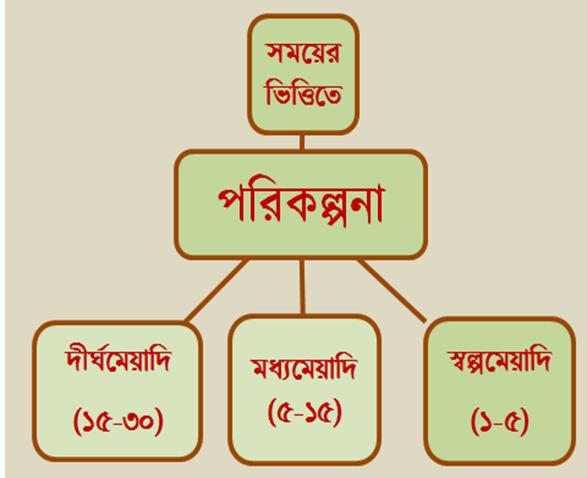 সময়ের
ভিত্তিতে
পরিকল্পনা
দীর্ঘমেয়াদি
(১৫-৩০)
মধ্যমেয়াদি
(৫-১৫)
স্বল্পমেয়াদি
(১-৫)